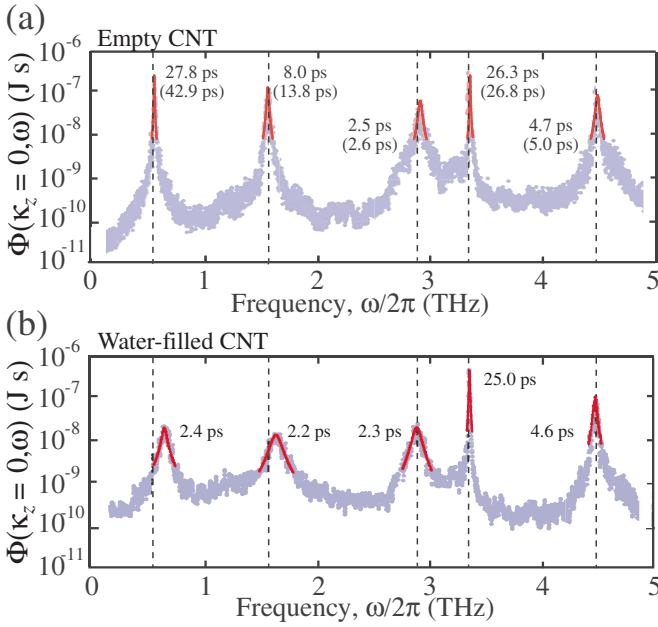 (a)
Empty CNT
Φ(κz = 0,ω) (J s)
10-6
10-7
10-8
10-9
10-10
10-11
27.8 ps
(42.9 ps)
8.0 ps
(13.8 ps)
2.5 ps
(2.6 ps)
26.3 ps
(26.8 ps)
4.7 ps
(5.0 ps)
0 1 2 3 4 5
Frequency, ω/2π (THz)
(b)
Water-filled CNT
Φ(κz = 0,ω) (J s)
10-6
10-7
10-8
10-9
10-10
10-11
2.4 ps
2.2 ps
2.3 ps
25.0 ps
4.6 ps
0 1 2 3 4 5
Frequency, ω/2π (THz)